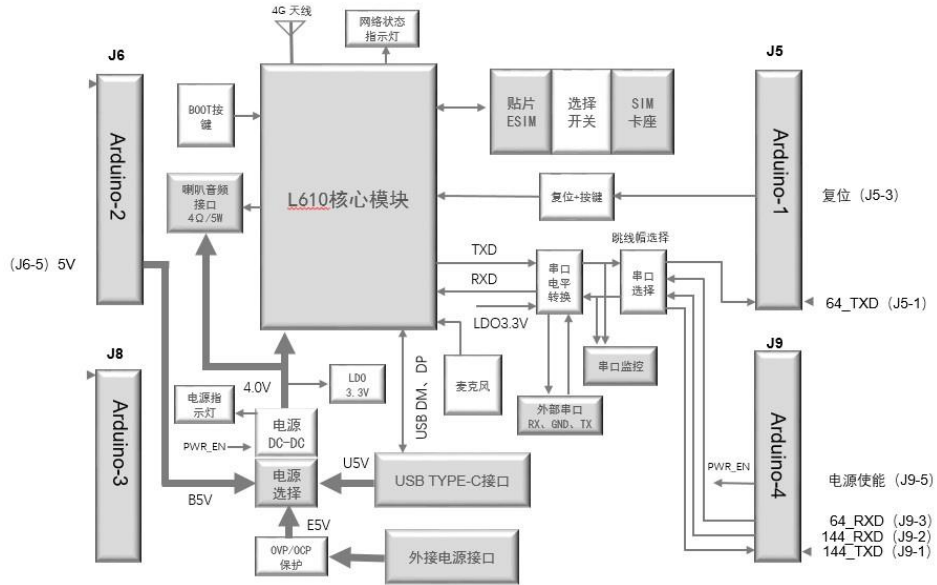 4G 天线
网络状态
指示灯
J6
J5
Arduino-2
BOOT按
键
贴片
ESIM
选择
开关
SIM
卡座
Arduino-1
喇叭音频
接口
4Ω/5W
L610核心模块
复位+按键
复位（J5-3）
TXD
跳线帽选择
（J6-5）5V
RXD
串口
电平
转换
串口
选择
LDO3.3V
64_TXD（J5-1）
J8
J9
Arduino-3
4.0V
LDO
3.3V
USB DM、DP
麦克风
串口监控
电源指
示灯
外部串口
RX、GND、TX
Arduino-4
电源
DC-DC
PWR_EN
U5V
电源
选择
USB TYPE-C接口
PWR_EN
电源使能（J9-5）
B5V
E5V
64_RXD（J9-3）
144_RXD（J9-2）
144_TXD（J9-1）
OVP/OCP
保护
外接电源接口